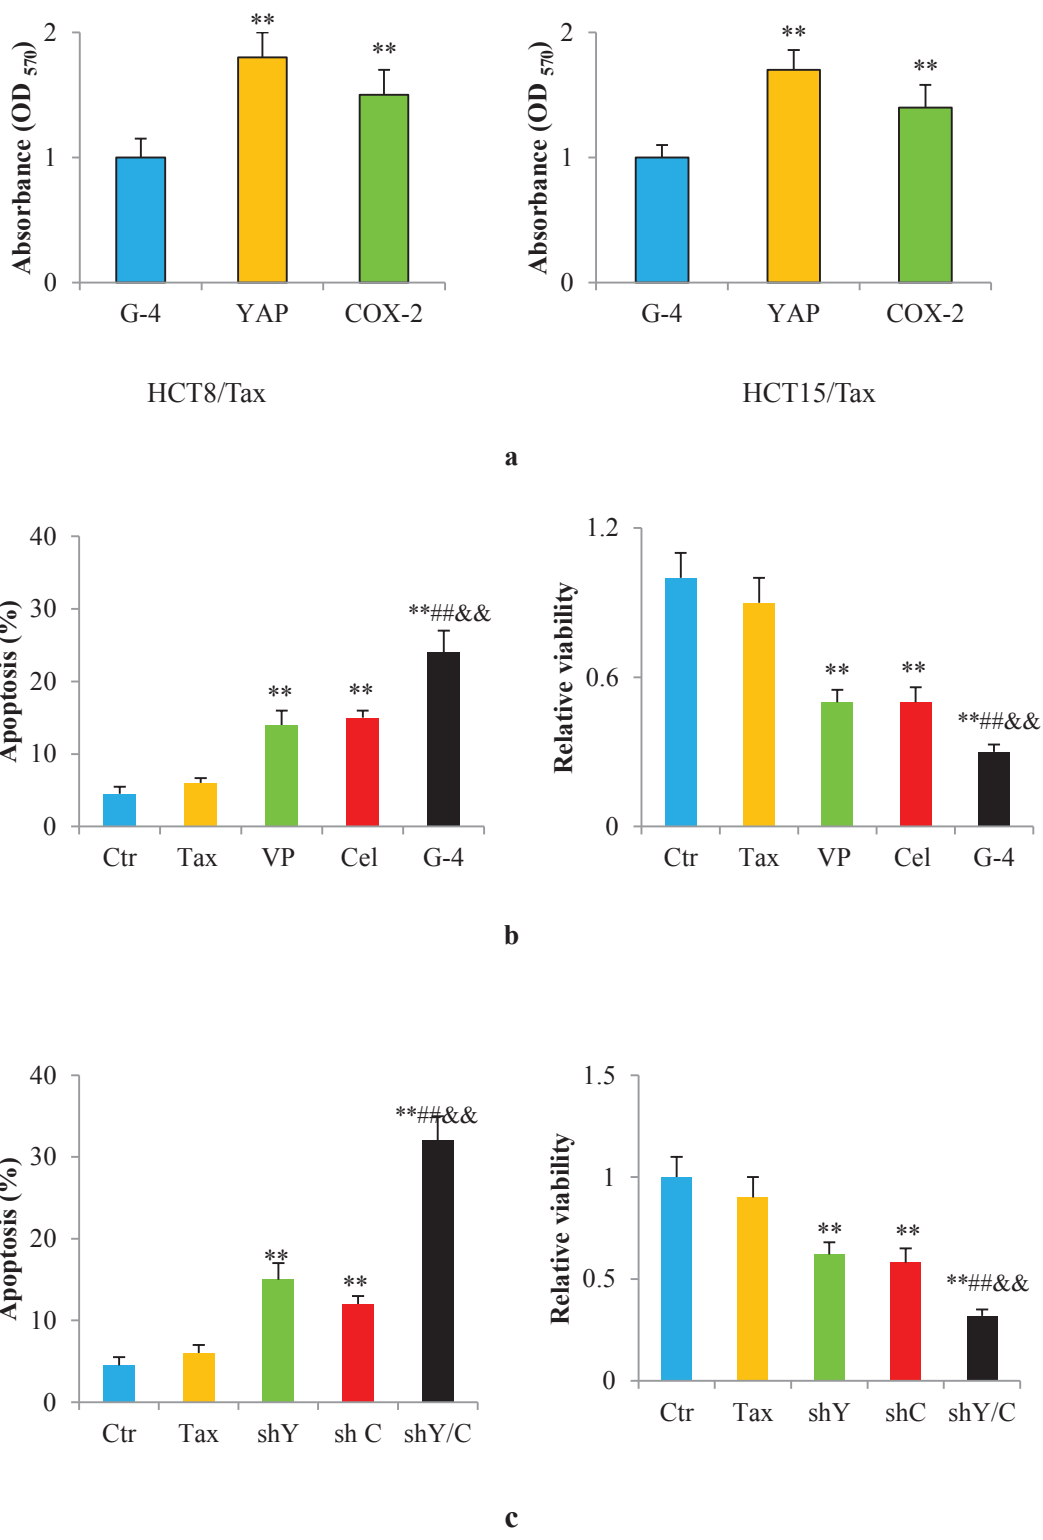 Absorbance (OD 570)
2
1
0
**
**
G-4 YAP COX-2
HCT8/Tax
Absorbance (OD 570)
2
1
0
**
**
G-4 YAP COX-2
HCT15/Tax
a
Apoptosis (%)
40
30
20
10
0
**
**
**##&&
Ctr Tax VP Cel G-4
Relative viability
1.2
0.6
0
**
**
**##&&
Ctr Tax VP Cel G-4
b
Apoptosis (%)
40
30
20
10
0
**
**
**##&&
Ctr Tax shY sh C shY/C
Relative viability
1.5
1
0.5
0
**
**
**##&&
Ctr Tax shY shC shY/C
c